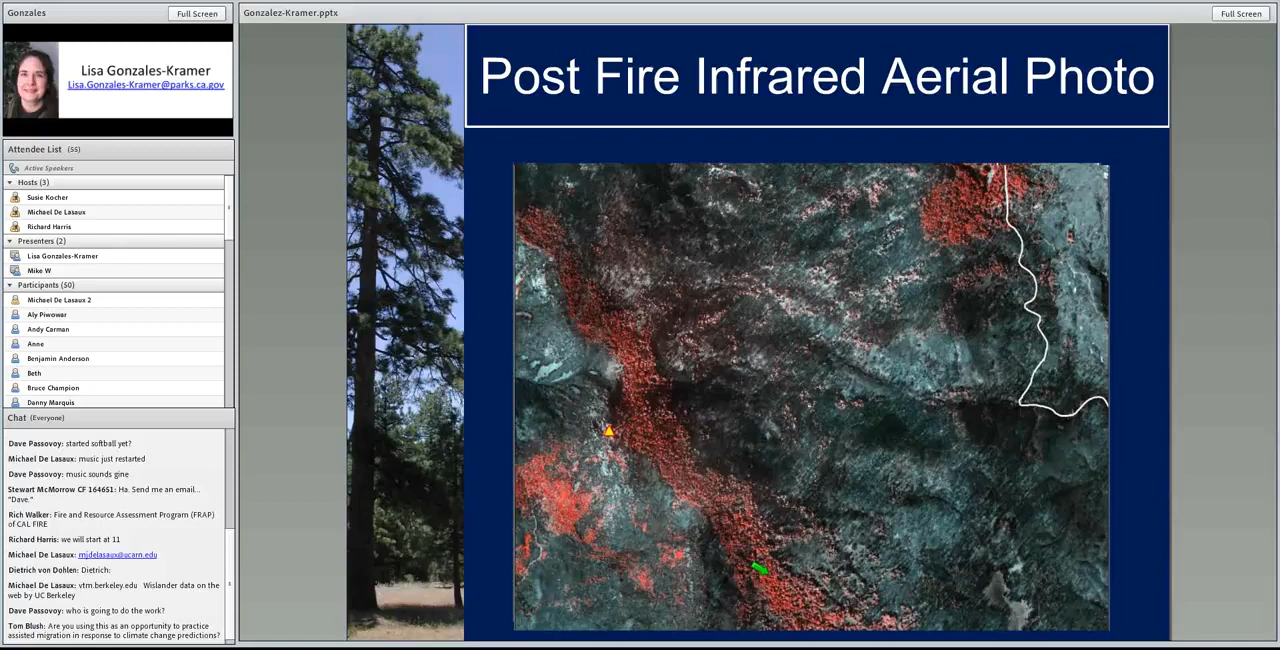 Gonzales
Full Screen
Lisa Gonzales-Kramer
Lisa.Gonzales-Kramer@parks.ca.gov
Attendee List (55)
Active Speakers
Hosts (3)
Susie Kocher
Michael De Lasaux
Richard Harris
Presenters (2)
Lisa Gonzales-Kramer
Mike W
Participants (50)
Michael De Lasaux 2
Aly Piwowar
Andy Carman
Anne
Benjamin Anderson
Beth
Bruce Champion
Danny Marquis
Chat (Everyone)
Dave Passovoy: started softball yet?
Michael De Lasaux: music just restarted
Dave Passovoy: music sounds gine
Stewart McMorrow CF 164651: Ha. Send me an email...
"Dave."
Rich Walker: Fire and Resource Assessment Program (FRAP)
of CAL FIRE
Richard Harris: we will start at 11
Michael De Lasaux: mjdelasaux@ucarn.edu
Dietrich von Dohlen: Dietrich:
Michael De Lasaux: vtm.berkeley.edu Wislander data on the
web by UC Berkeley
Dave Passovoy: who is going to do the work?
Tom Blush: Are you using this as an opportunity to practice
assisted migration in response to climate change predictions?
Gonzalez-Kramer.pptx
Full Screen
Post Fire Infrared Aerial Photo